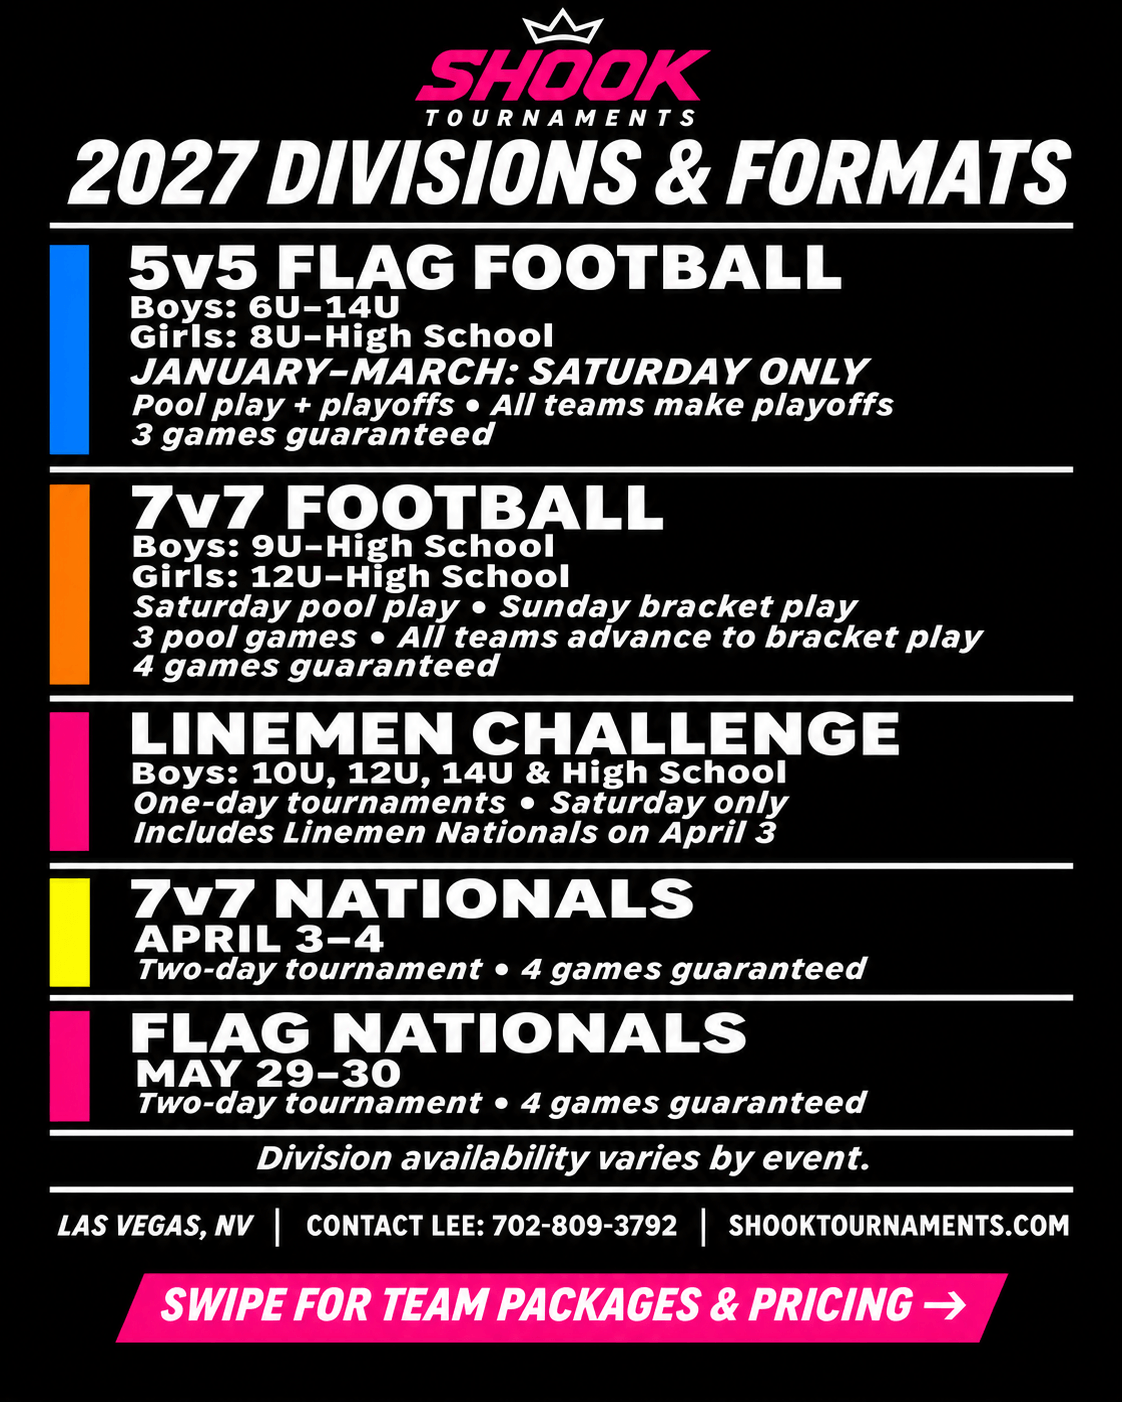 SHOOK
TOURNAMENTS
2027 DIVISIONS & FORMATS
5v5 FLAG FOOTBALL
Boys: 6U–14U
Girls: 8U–High School
JANUARY–MARCH: SATURDAY ONLY
Pool play + playoffs • All teams make playoffs
3 games guaranteed
7v7 FOOTBALL
Boys: 9U–High School
Girls: 12U–High School
Saturday pool play • Sunday bracket play
3 pool games • All teams advance to bracket play
4 games guaranteed
LINEMEN CHALLENGE
Boys: 10U, 12U, 14U & High School
One-day tournaments • Saturday only
Includes Linemen Nationals on April 3
7v7 NATIONALS
APRIL 3–4
Two-day tournament • 4 games guaranteed
FLAG NATIONALS
MAY 29–30
Two-day tournament • 4 games guaranteed
Division availability varies by event.
LAS VEGAS, NV | CONTACT LEE: 702-809-3792 | SHOOKTOURNAMENTS.COM
SWIPE FOR TEAM PACKAGES & PRICING →